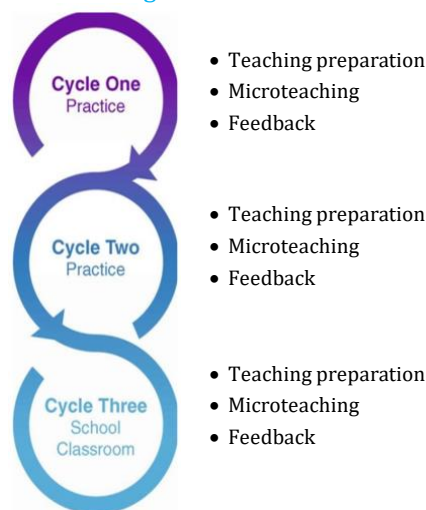 Cycle One
Practice
• Teaching preparation
• Microteaching
• Feedback
Cycle Two
Practice
• Teaching preparation
• Microteaching
• Feedback
Cycle Three
School
Classroom
• Teaching preparation
• Microteaching
• Feedback